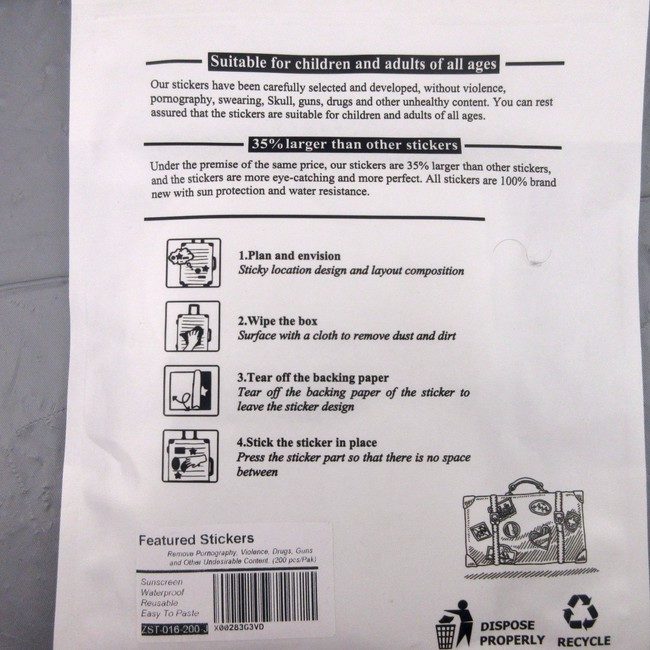 Suitable for children and adults of all ages
Our stickers have been carefully selected and developed, without violence,
pornography, swearing, Skull, guns, drugs and other unhealthy content. You can rest
assured that the stickers are suitable for children and adults of all ages.
35% larger than other stickers
Under the premise of the same price, our stickers are 35% larger than other stickers,
and the stickers are more eye-catching and more perfect. All stickers are 100% brand
new with sun protection and water resistance.
1.Plan and envision
Sticky location design and layout composition
2.Wipe the box
Surface with a cloth to remove dust and dirt
3.Tear off the backing paper
Tear off the backing paper of the sticker to
leave the sticker design
4.Stick the sticker in place
Press the sticker part so that there is no space
between
Featured Stickers
Remove Pornography, Violence, Drugs, Guns
and Other Undesirable Content. (200 pcs/Pak)
Sunscreen
Waterproof
Reusable
Easy To Paste
ZST-016-200-J X00283G3VD
DISPOSE
PROPERLY
RECYCLE